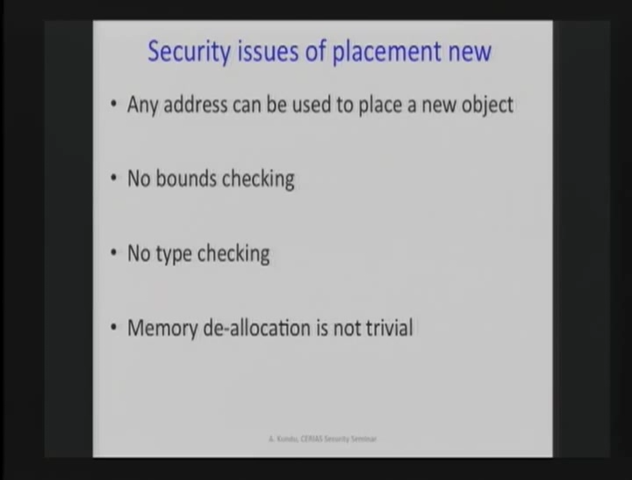 Security issues of placement new
• Any address can be used to place a new object
• No bounds checking
• No type checking
• Memory de-allocation is not trivial
A. Kundu, CERIAS Security Seminar